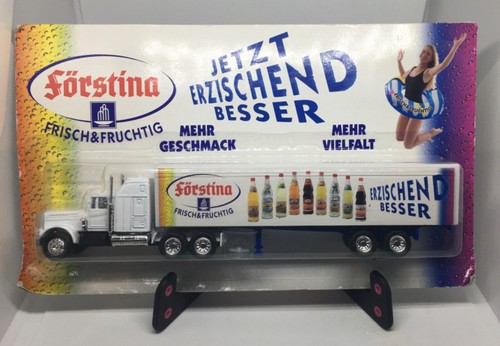 Förstina
FRISCH&FRUCHTIG
JETZT
ERZISCHEND
BESSER
MEHR
GESCHMACK
MEHR
VIELFALT
Förstina
FRISCH&FRUCHTIG
ERZISCHEND
BESSER